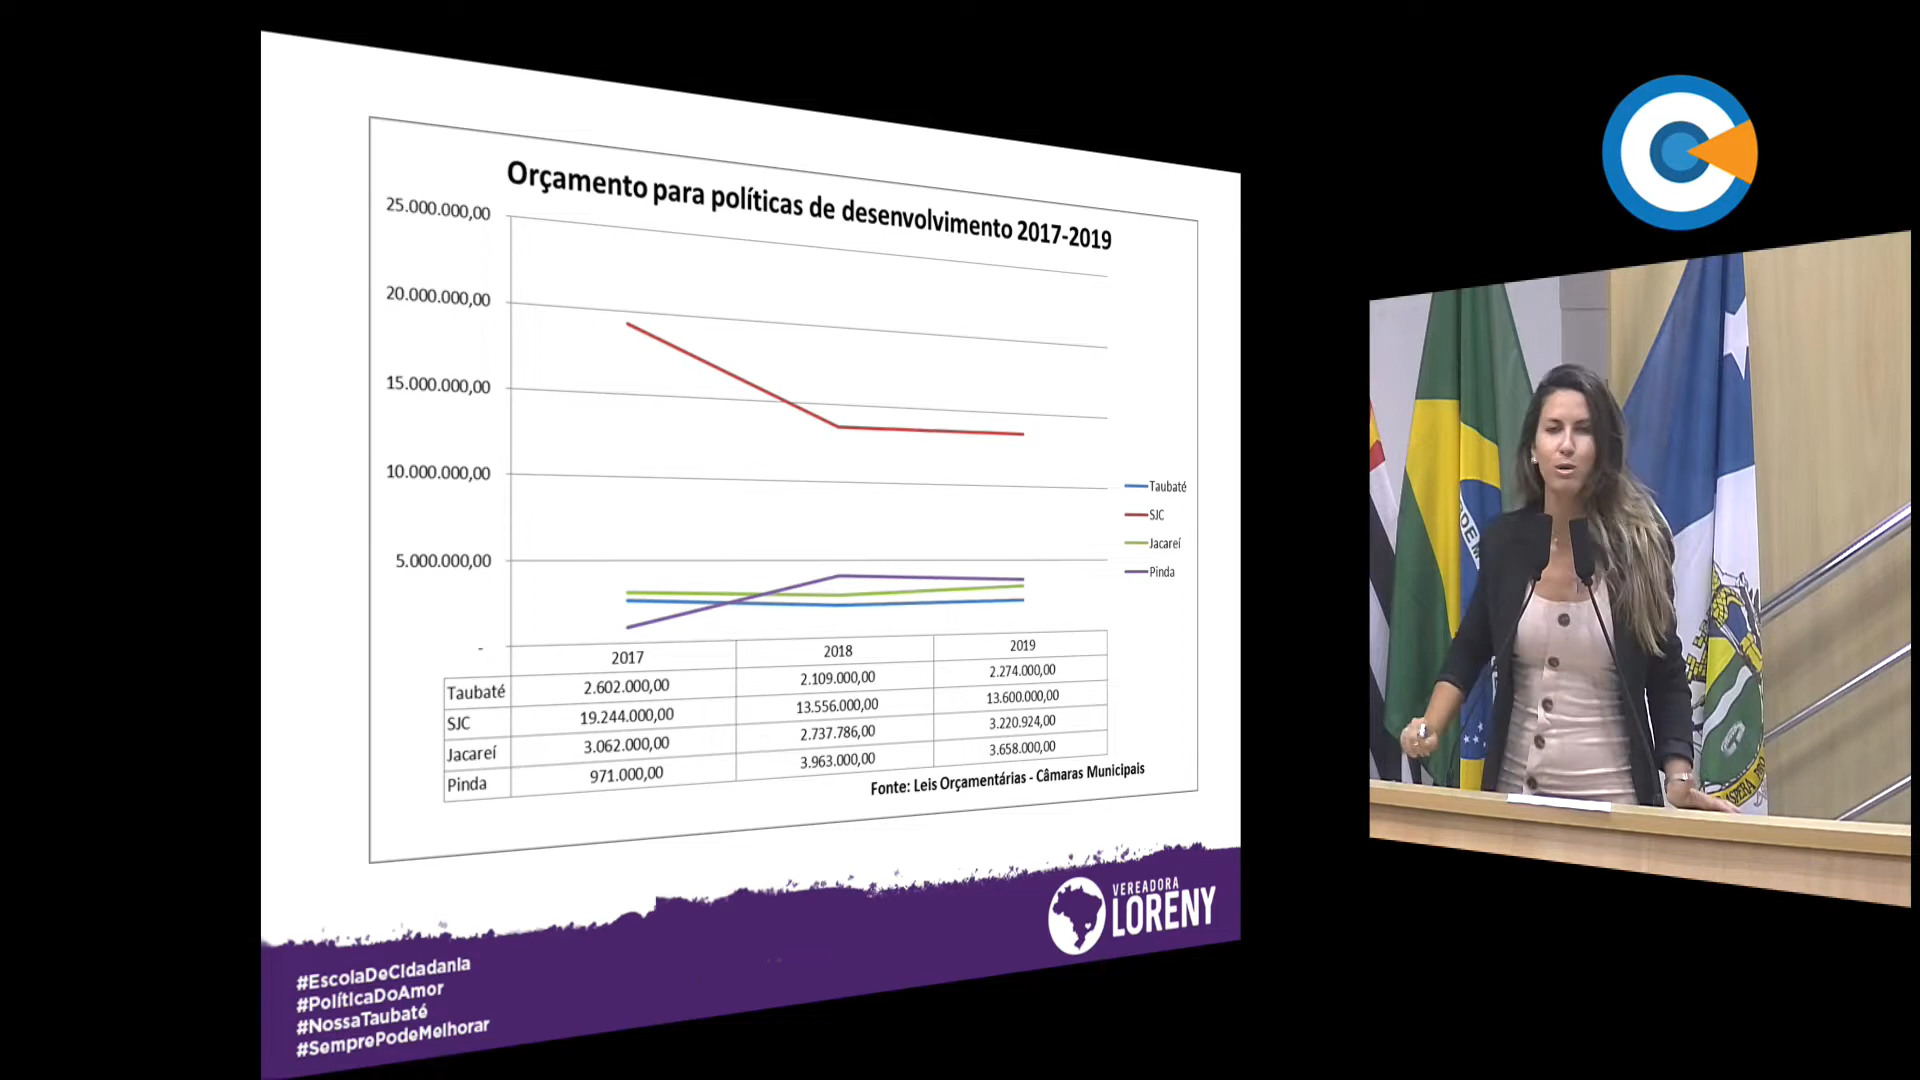 Orçamento para políticas de desenvolvimento 2017-2019
25.000.000,00
20.000.000,00
15.000.000,00
10.000.000,00
5.000.000,00
-
Taubaté
SJC
Jacareí
Pinda
2017 2018 2019
Taubaté 2.602.000,00 2.109.000,00 2.274.000,00
SJC 19.244.000,00 13.556.000,00 13.600.000,00
Jacareí 3.062.000,00 2.737.786,00 3.220.924,00
Pinda 971.000,00 3.963.000,00 3.658.000,00
Fonte: Leis Orçamentárias - Câmaras Municipais
VEREADORA
LORENY
#EscolaDeCidadania
#PolíticaDoAmor
#NossaTaubaté
#SemprePodeMelhorar